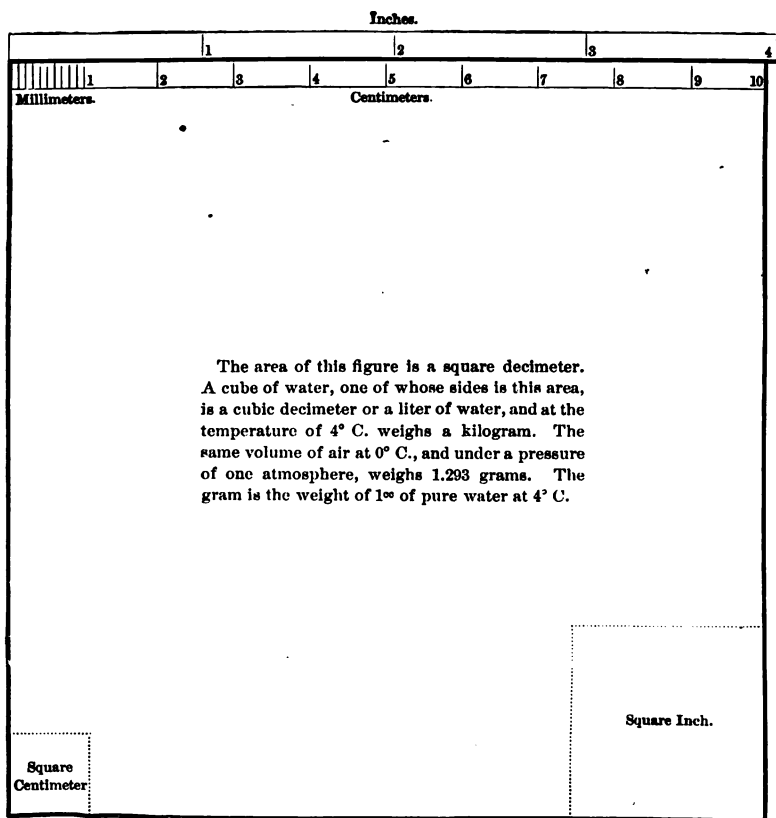 Inches.
1 2 3 4
1 2 3 4 5 6 7 8 9 10
Millimeters. Centimeters.
The area of this figure is a square decimeter.
A cube of water, one of whose sides is this area,
is a cubic decimeter or a liter of water, and at the
temperature of 4° C. weighs a kilogram. The
same volume of air at 0° C., and under a pressure
of one atmosphere, weighs 1.293 grams. The
gram is the weight of 1cc of pure water at 4° C.
Square Inch.
Square
Centimeter